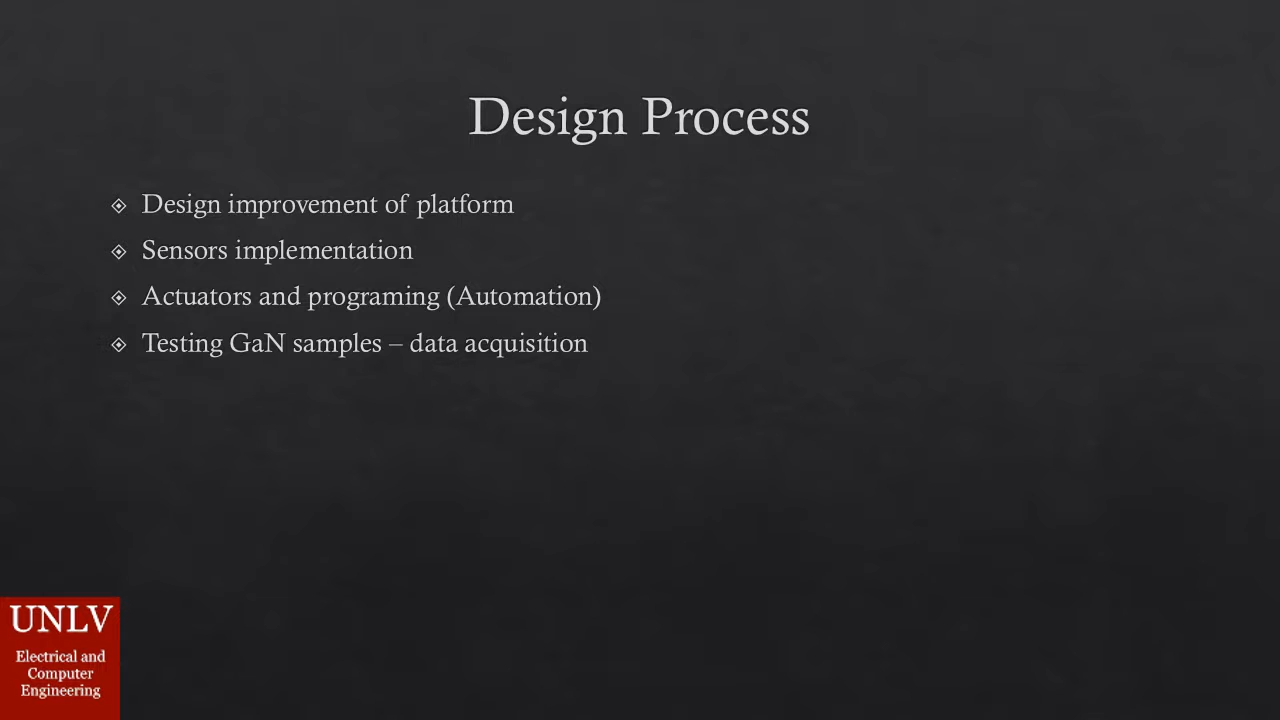 Design Process
Design improvement of platform
Sensors implementation
Actuators and programing (Automation)
Testing GaN samples – data acquisition
UNLV
Electrical and
Computer
Engineering